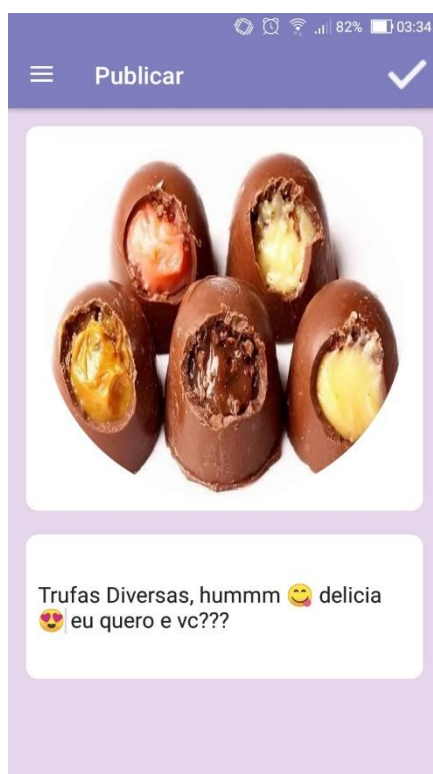 82% 03:34
Publicar
Trufas Diversas, hummm 😋 delicia
😍 eu quero e vc???